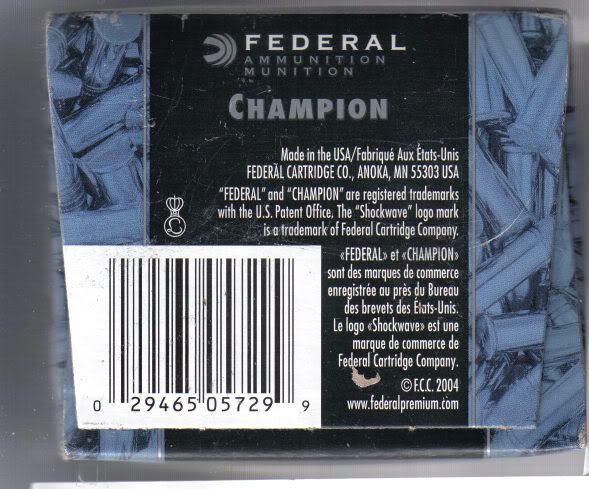 FEDERAL
AMMUNITION
MUNITION
CHAMPION
Made in the USA/Fabriqué Aux États-Unis
FEDERAL CARTRIDGE CO., ANOKA, MN 55303 USA
"FEDERAL" and "CHAMPION" are registered trademarks
with the U.S. Patent Office, The "Shockwave" logo mark
is a trademark of Federal Cartridge Company.
«FEDERAL» et «CHAMPION»
sont des marques de commerce
enregistrée au près du Bureau
des brevets des États-Unis.
Le logo «Shockwave» est une
marque de commerce de
Federal Cartridge Company.
© F.C.C. 2004
www.federalpremium.com
0 29465 05729 9